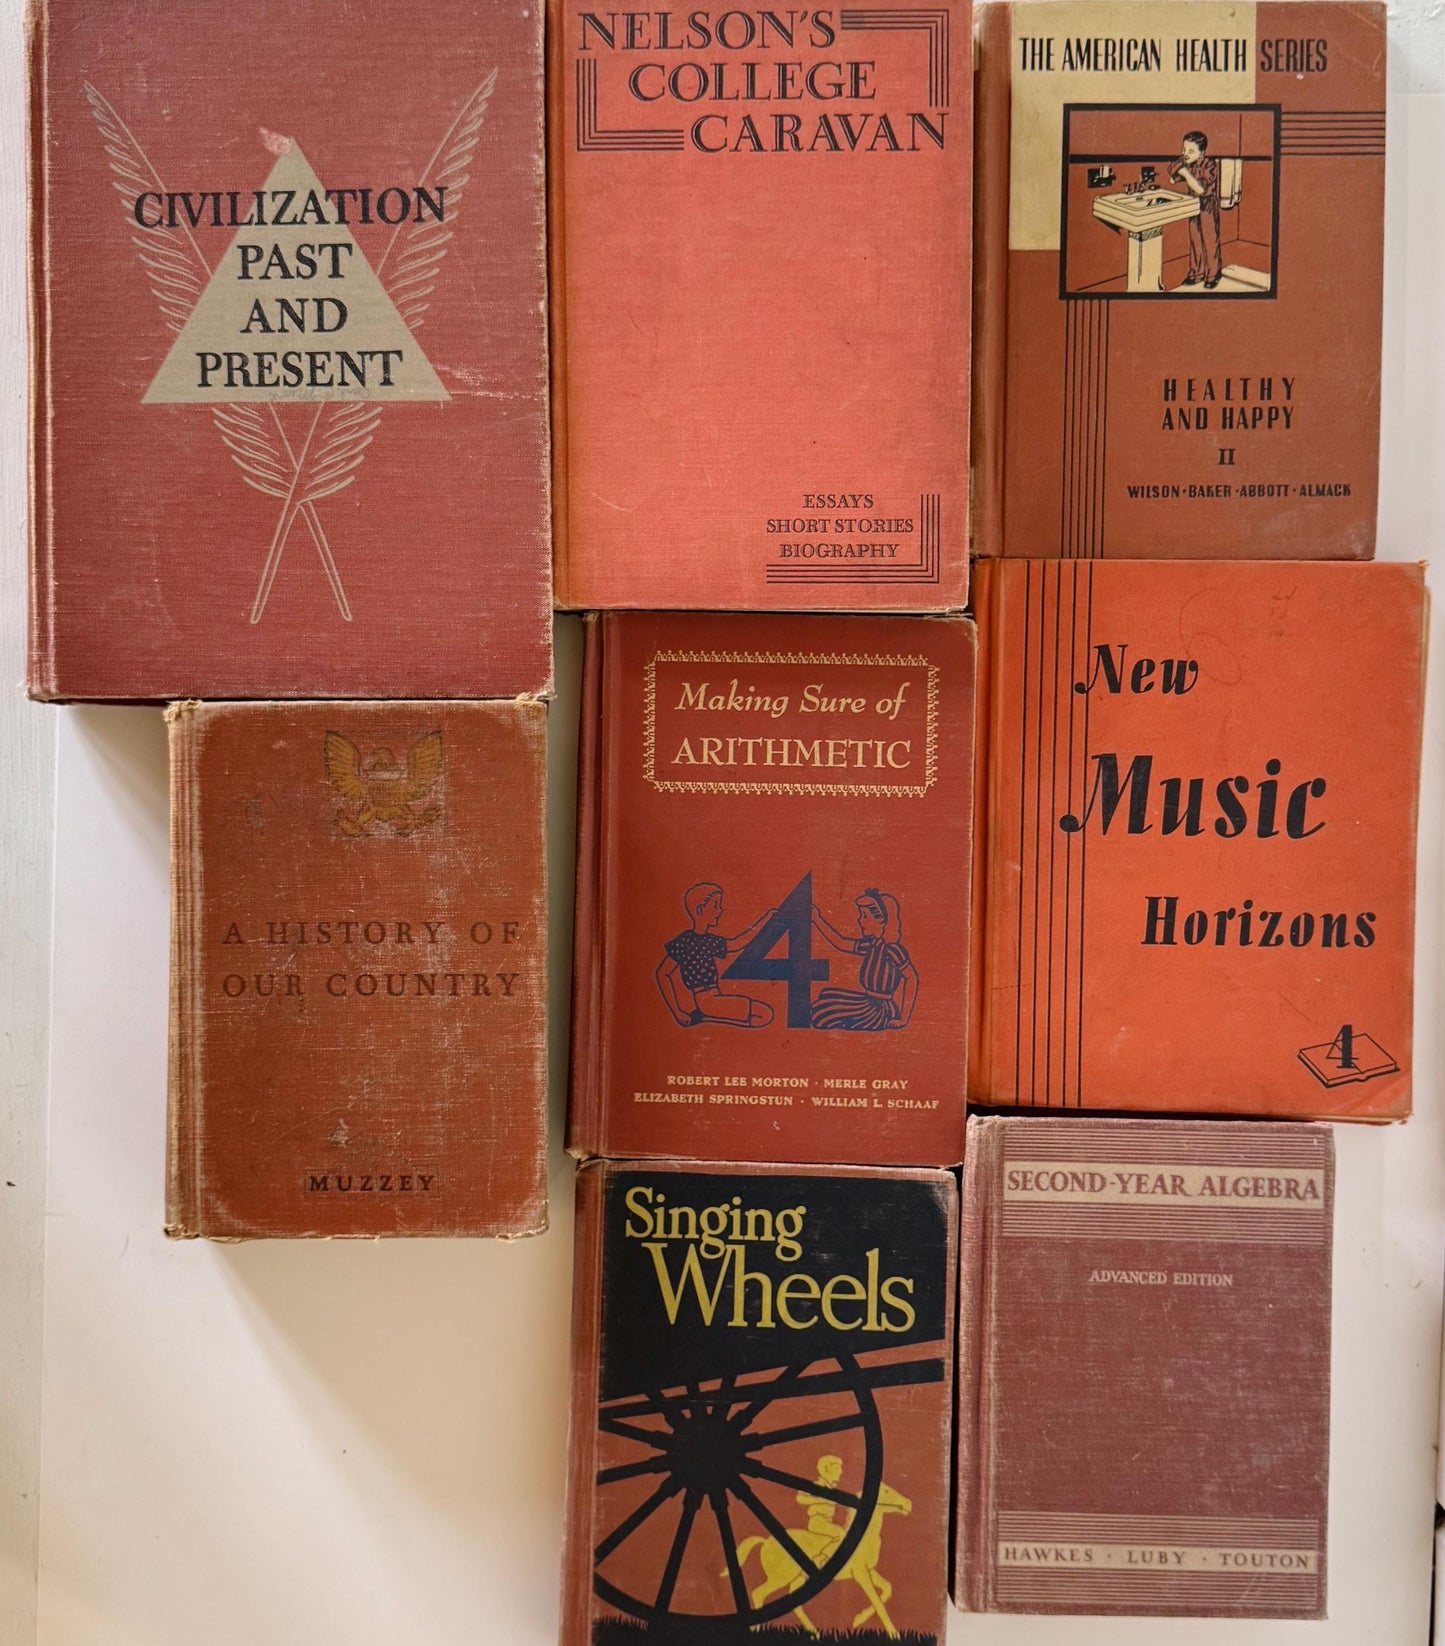 CIVILIZATION
PAST
AND
PRESENT
NELSON'S
COLLEGE
CARAVAN
ESSAYS
SHORT STORIES
BIOGRAPHY
THE AMERICAN HEALTH SERIES
HEALTHY
AND HAPPY
II
WILSON · BAKER · ABBOTT · ALMACK
A HISTORY OF
OUR COUNTRY
MUZZEY
Making Sure of
ARITHMETIC
4
ROBERT LEE MORTON · MERLE GRAY
ELIZABETH SPRINGSTUN · WILLIAM L. SCHAAF
New
Music
Horizons
4
Singing
Wheels
SECOND-YEAR ALGEBRA
ADVANCED EDITION
HAWKES · LUBY · TOUTON